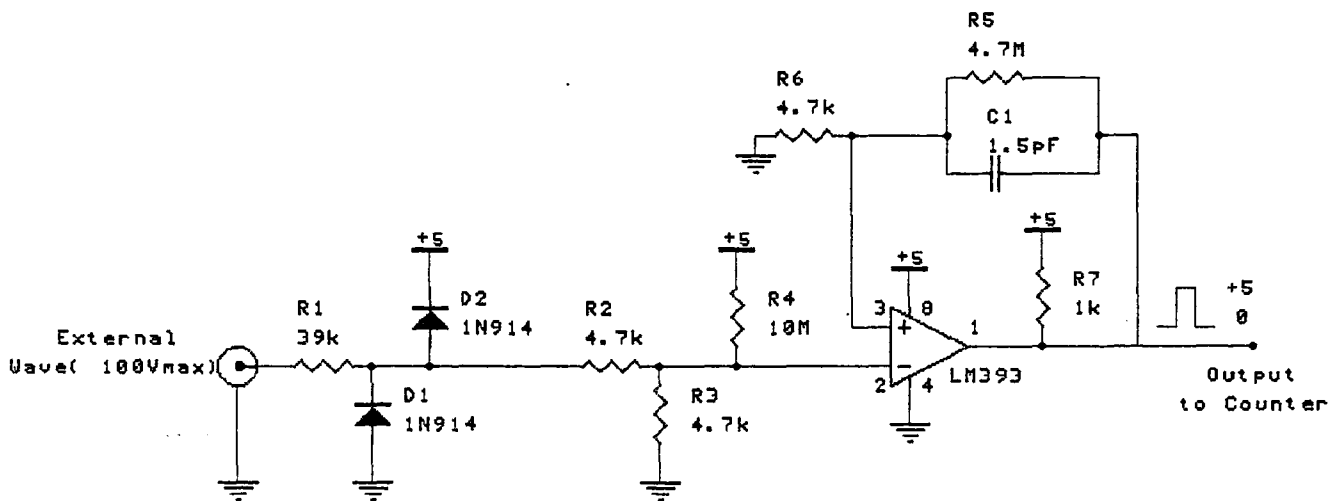 R5
4.7M
R6
4.7k
C1
1.5pF
+5
+5
+5
+5
D2
1N914
R2
4.7k
R4
10M
R7
1k
R1
39k
External
Wave( 100Vmax)
D1
1N914
R3
4.7k
3
+
8
-
2
4
1
LM393
+5
0
Output
to Counter